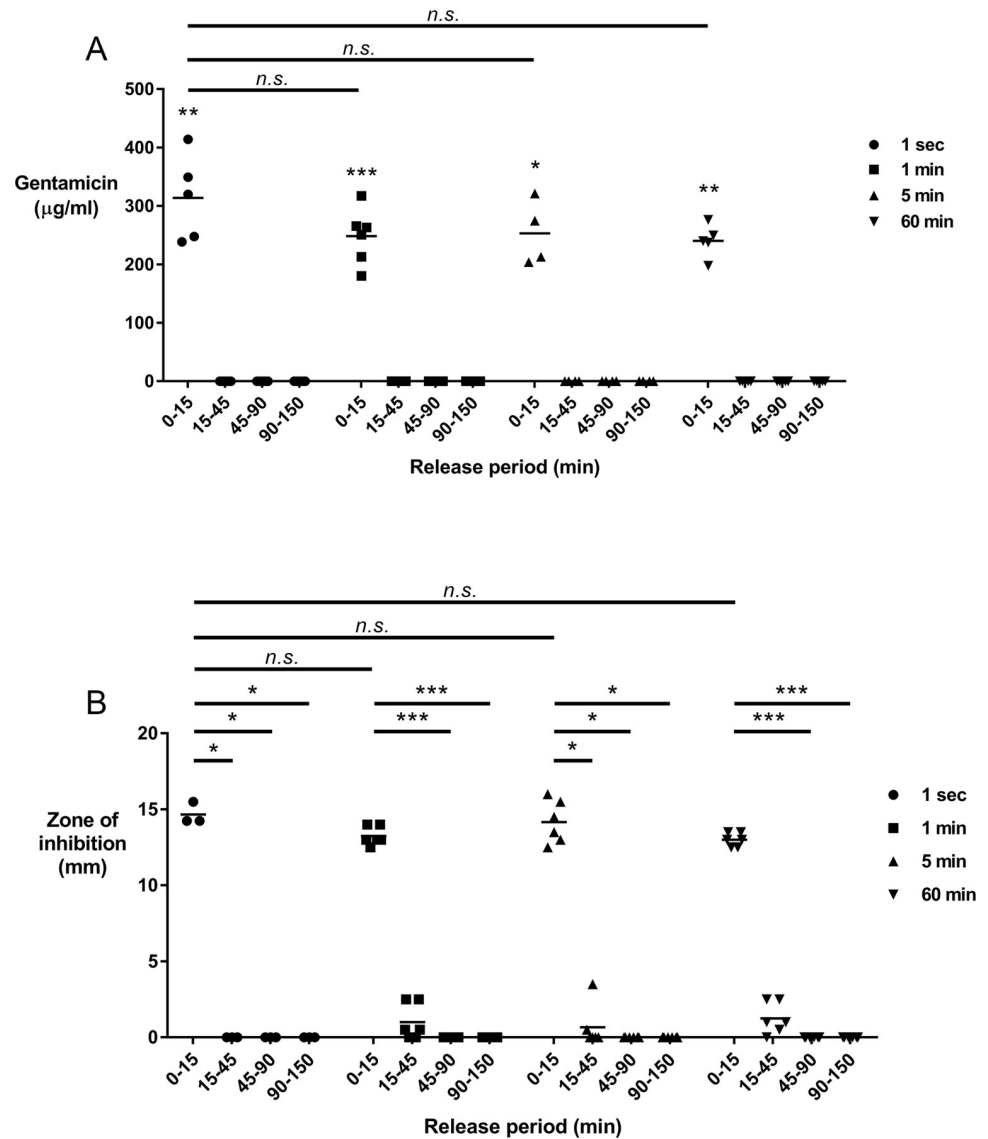 n.s.
A
n.s.
n.s.
500
**
400
***
*
**
Gentamicin
(μg/ml)
300
200
100
0
1 sec
1 min
5 min
60 min
0-15
15-45
45-90
90-150
0-15
15-45
45-90
90-150
0-15
15-45
45-90
90-150
0-15
15-45
45-90
90-150
Release period (min)
n.s.
n.s.
n.s.
B
*
***
*
***
*
***
*
***
*
*
20
15
10
5
0
Zone of
inhibition
(mm)
1 sec
1 min
5 min
60 min
0-15
15-45
45-90
90-150
0-15
15-45
45-90
90-150
0-15
15-45
45-90
90-150
0-15
15-45
45-90
90-150
Release period (min)